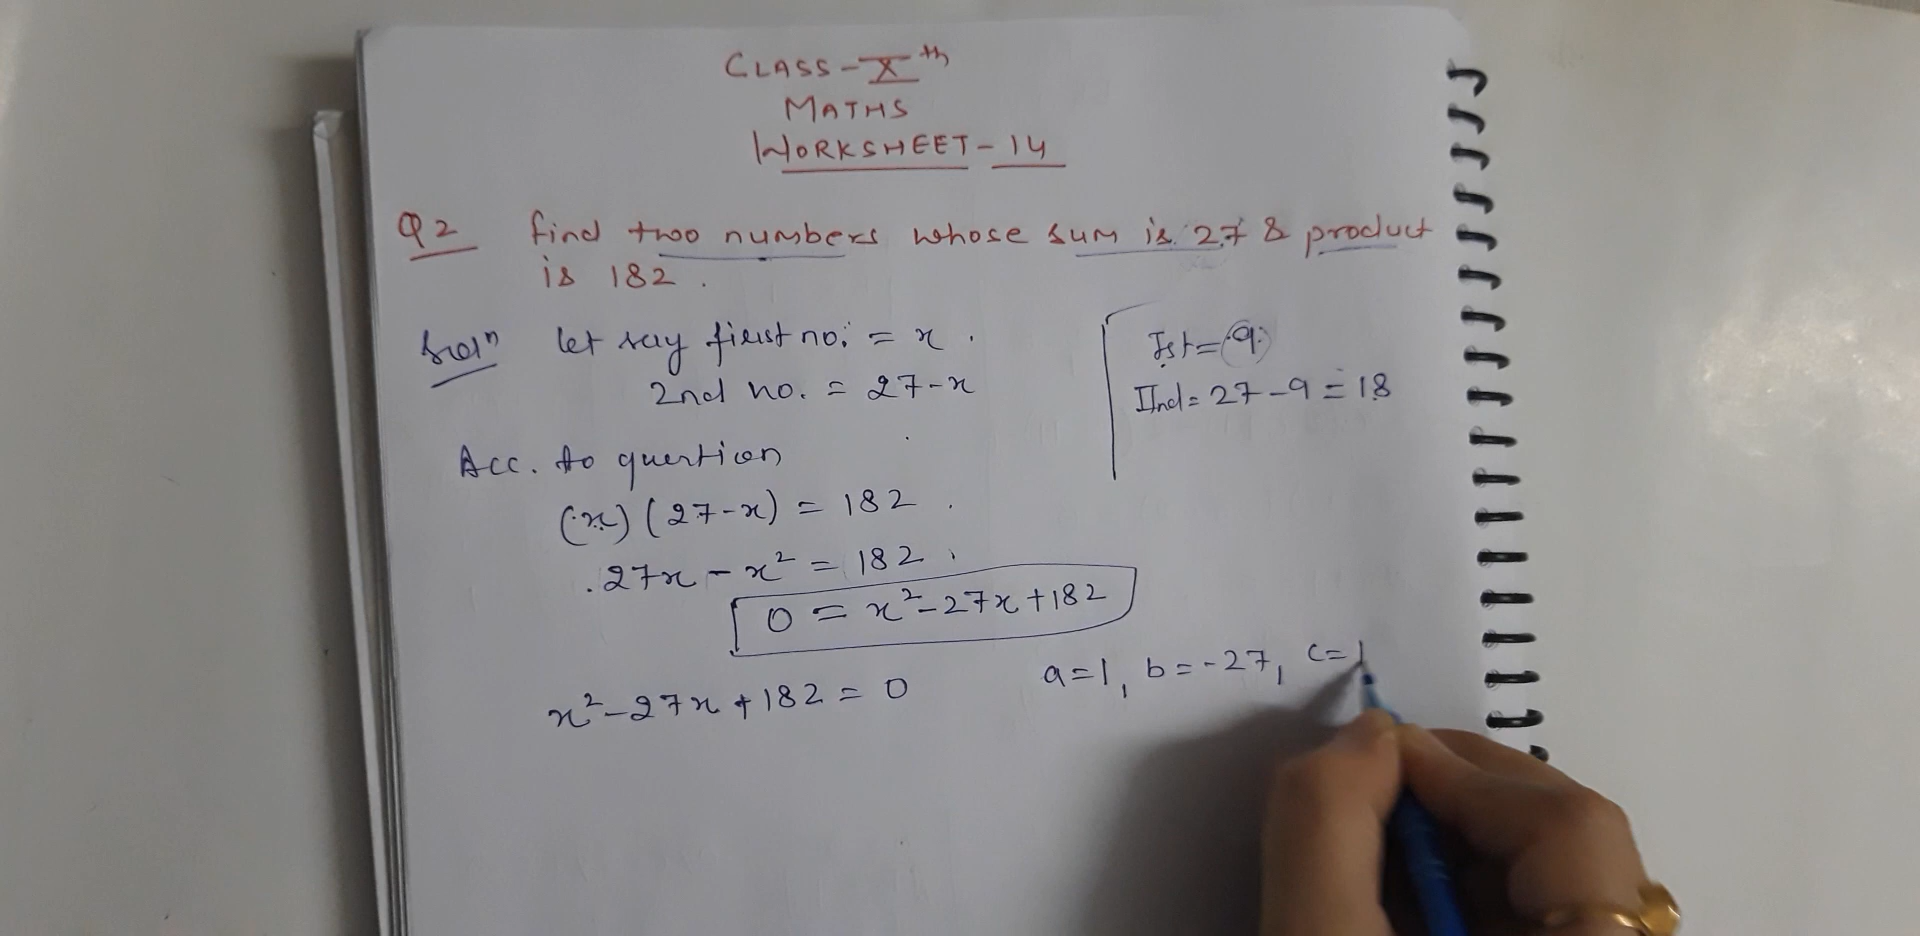 CLASS-Xth
MATHS
WORKSHEET-14
Q2 find two numbers whose sum is 27 & product
is 182.
Soln let say first no. = x.
2nd no. = 27-x
Ist=9
IInd=27-9=18
Acc. to question
(x)(27-x) = 182.
27x-x² = 182
0 = x²-27x+182
x²-27x+182 = 0
a=1, b=-27, c=1